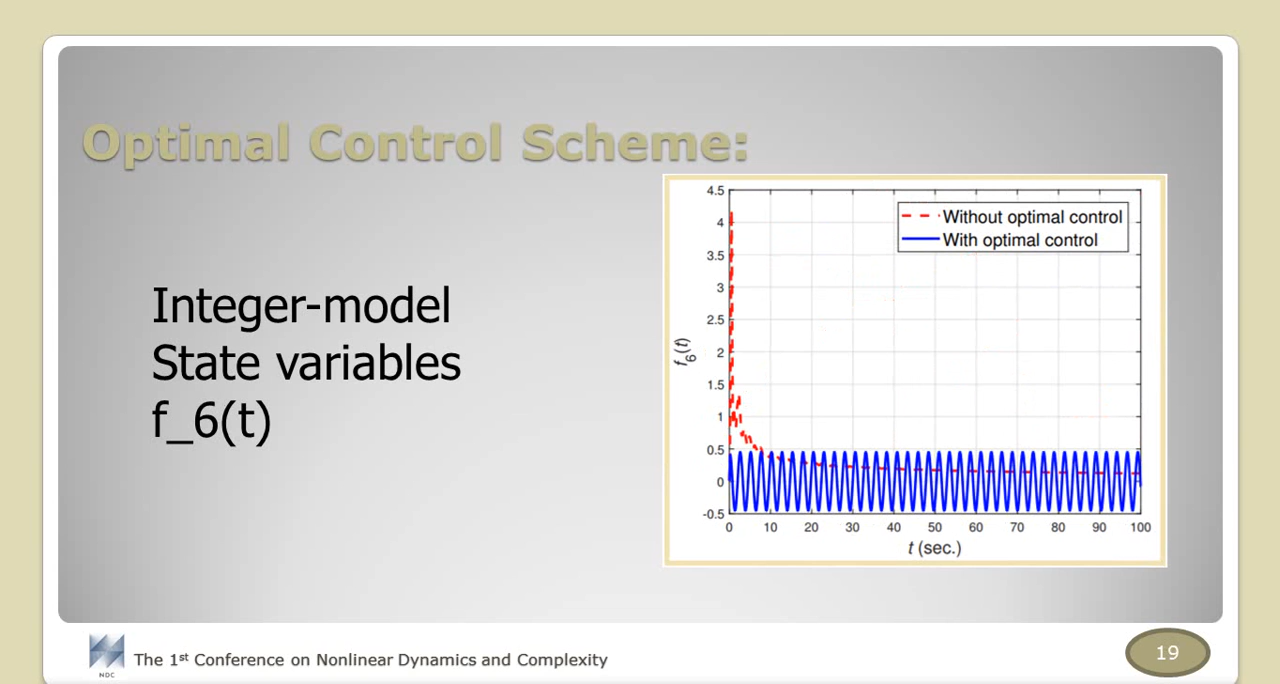 Optimal Control Scheme:
Integer-model
State variables
f_6(t)
4.5
4
3.5
3
2.5
2
1.5
1
0.5
0
-0.5
f6(t)
Without optimal control
With optimal control
0 10 20 30 40 50 60 70 80 90 100
t (sec.)
NDC
The 1st Conference on Nonlinear Dynamics and Complexity
19